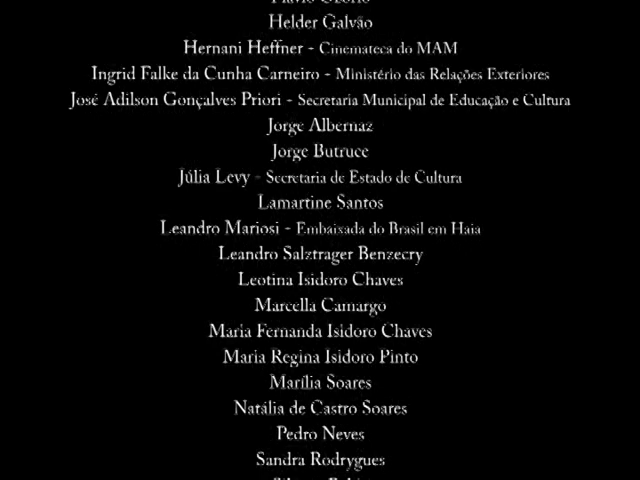 Helder Galvão
Hernani Heffner - Cinemateca do MAM
Ingrid Falke da Cunha Carneiro - Ministério das Relações Exteriores
José Adilson Gonçalves Priori - Secretaria Municipal de Educação e Cultura
Jorge Albernaz
Jorge Butruce
Júlia Levy - Secretaria de Estado de Cultura
Lamartine Santos
Leandro Mariosi - Embaixada do Brasil em Haia
Leandro Salztrager Benzecry
Leotina Isidoro Chaves
Marcella Camargo
Maria Fernanda Isidoro Chaves
Maria Regina Isidoro Pinto
Marília Soares
Natália de Castro Soares
Pedro Neves
Sandra Rodrygues